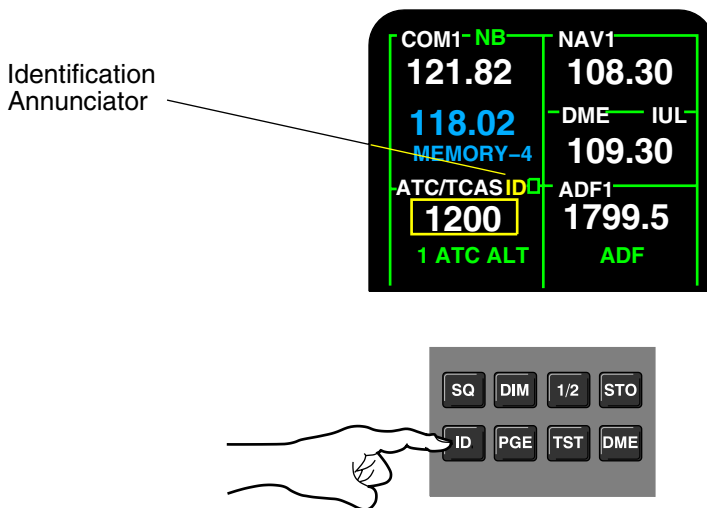 Identification
Annunciator
COM1 NB
121.82
118.02
MEMORY–4
ATC/TCAS ID
1200
1 ATC ALT
NAV1
108.30
DME IUL
109.30
ADF1
1799.5
ADF
SQ DIM 1/2 STO
ID PGE TST DME